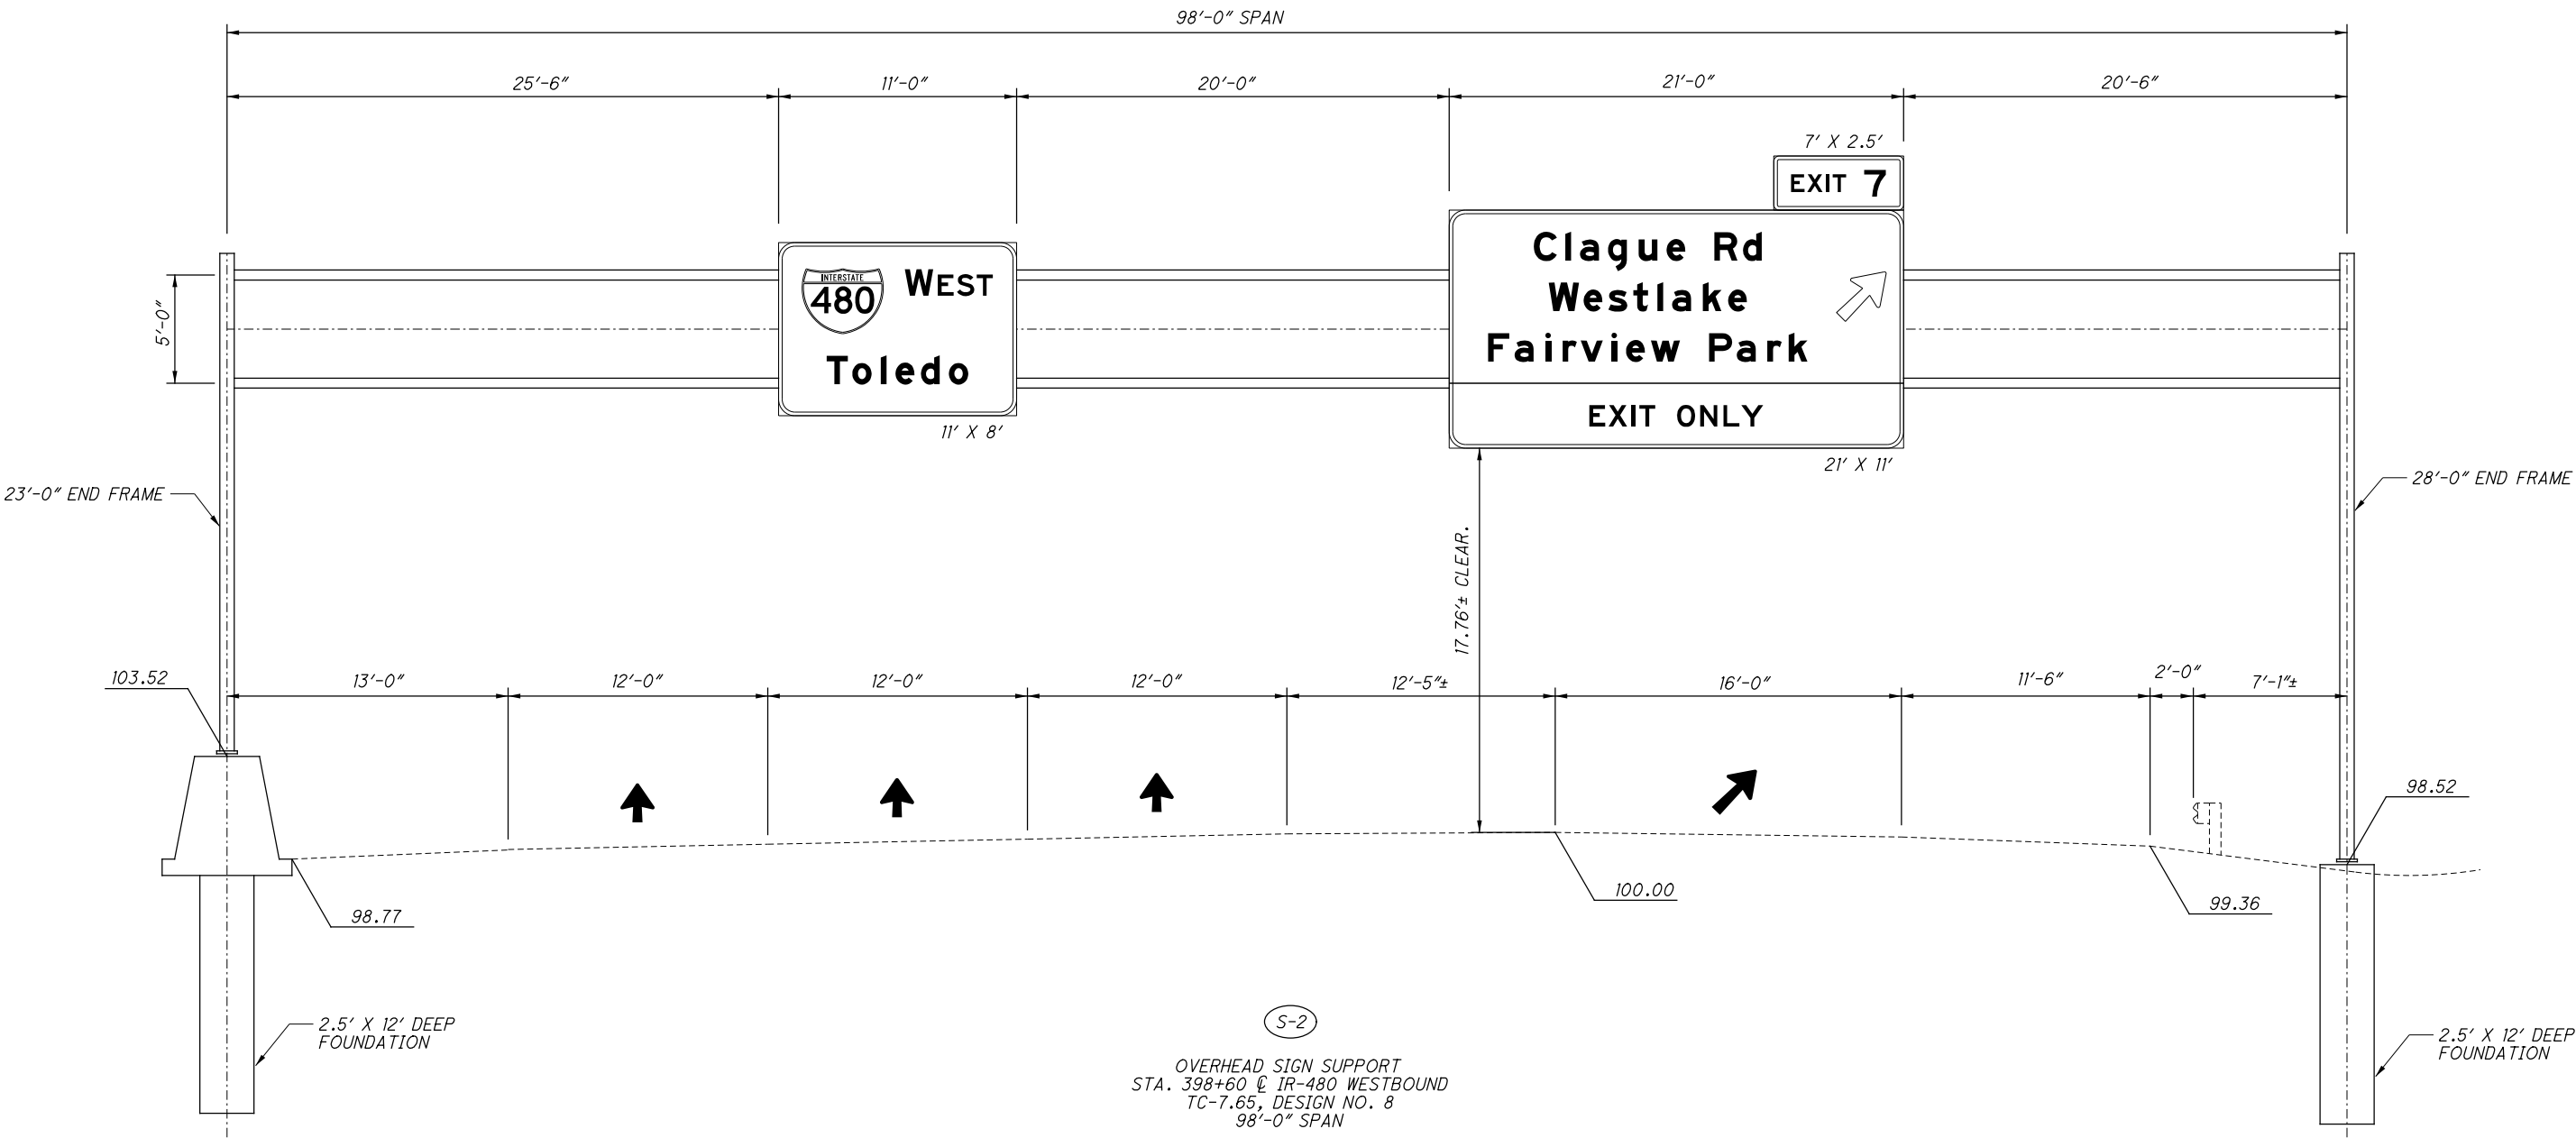 98'-0" SPAN
25'-6"
11'-0"
20'-0"
21'-0"
20'-6"
7' X 2.5'
EXIT 7
INTERSTATE
480 WEST
Toledo
11' X 8'
Clague Rd
Westlake
Fairview Park
EXIT ONLY
21' X 11'
5'-0"
23'-0" END FRAME
28'-0" END FRAME
17.76'± CLEAR.
103.52
13'-0"
12'-0"
12'-0"
12'-0"
12'-5"±
16'-0"
11'-6"
2'-0"
7'-1"±
98.52
98.77
100.00
99.36
2.5' X 12' DEEP
FOUNDATION
2.5' X 12' DEEP
FOUNDATION
S-2
OVERHEAD SIGN SUPPORT
STA. 398+60 ℄ IR-480 WESTBOUND
TC-7.65, DESIGN NO. 8
98'-0" SPAN